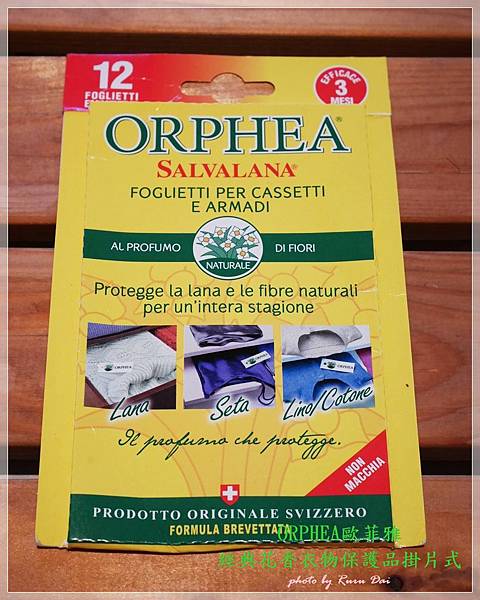 12
FOGLIETTI
EFFICACE
3
MESI
ORPHEA®
SALVALANA®
FOGLIETTI PER CASSETTI
E ARMADI
AL PROFUMO DI FIORI
NATURALE
Protegge la lana e le fibre naturali
per un'intera stagione
ORPHEA
ORPHEA
ORPHEA
Lana
Seta
Lino/Cotone
Il profumo che protegge.
NON
MACCHIA
PRODOTTO ORIGINALE SVIZZERO
FORMULA BREVETTATA
ORPHEA歐菲雅
經典花香衣物保護品掛片式
photo by Ruru Dai